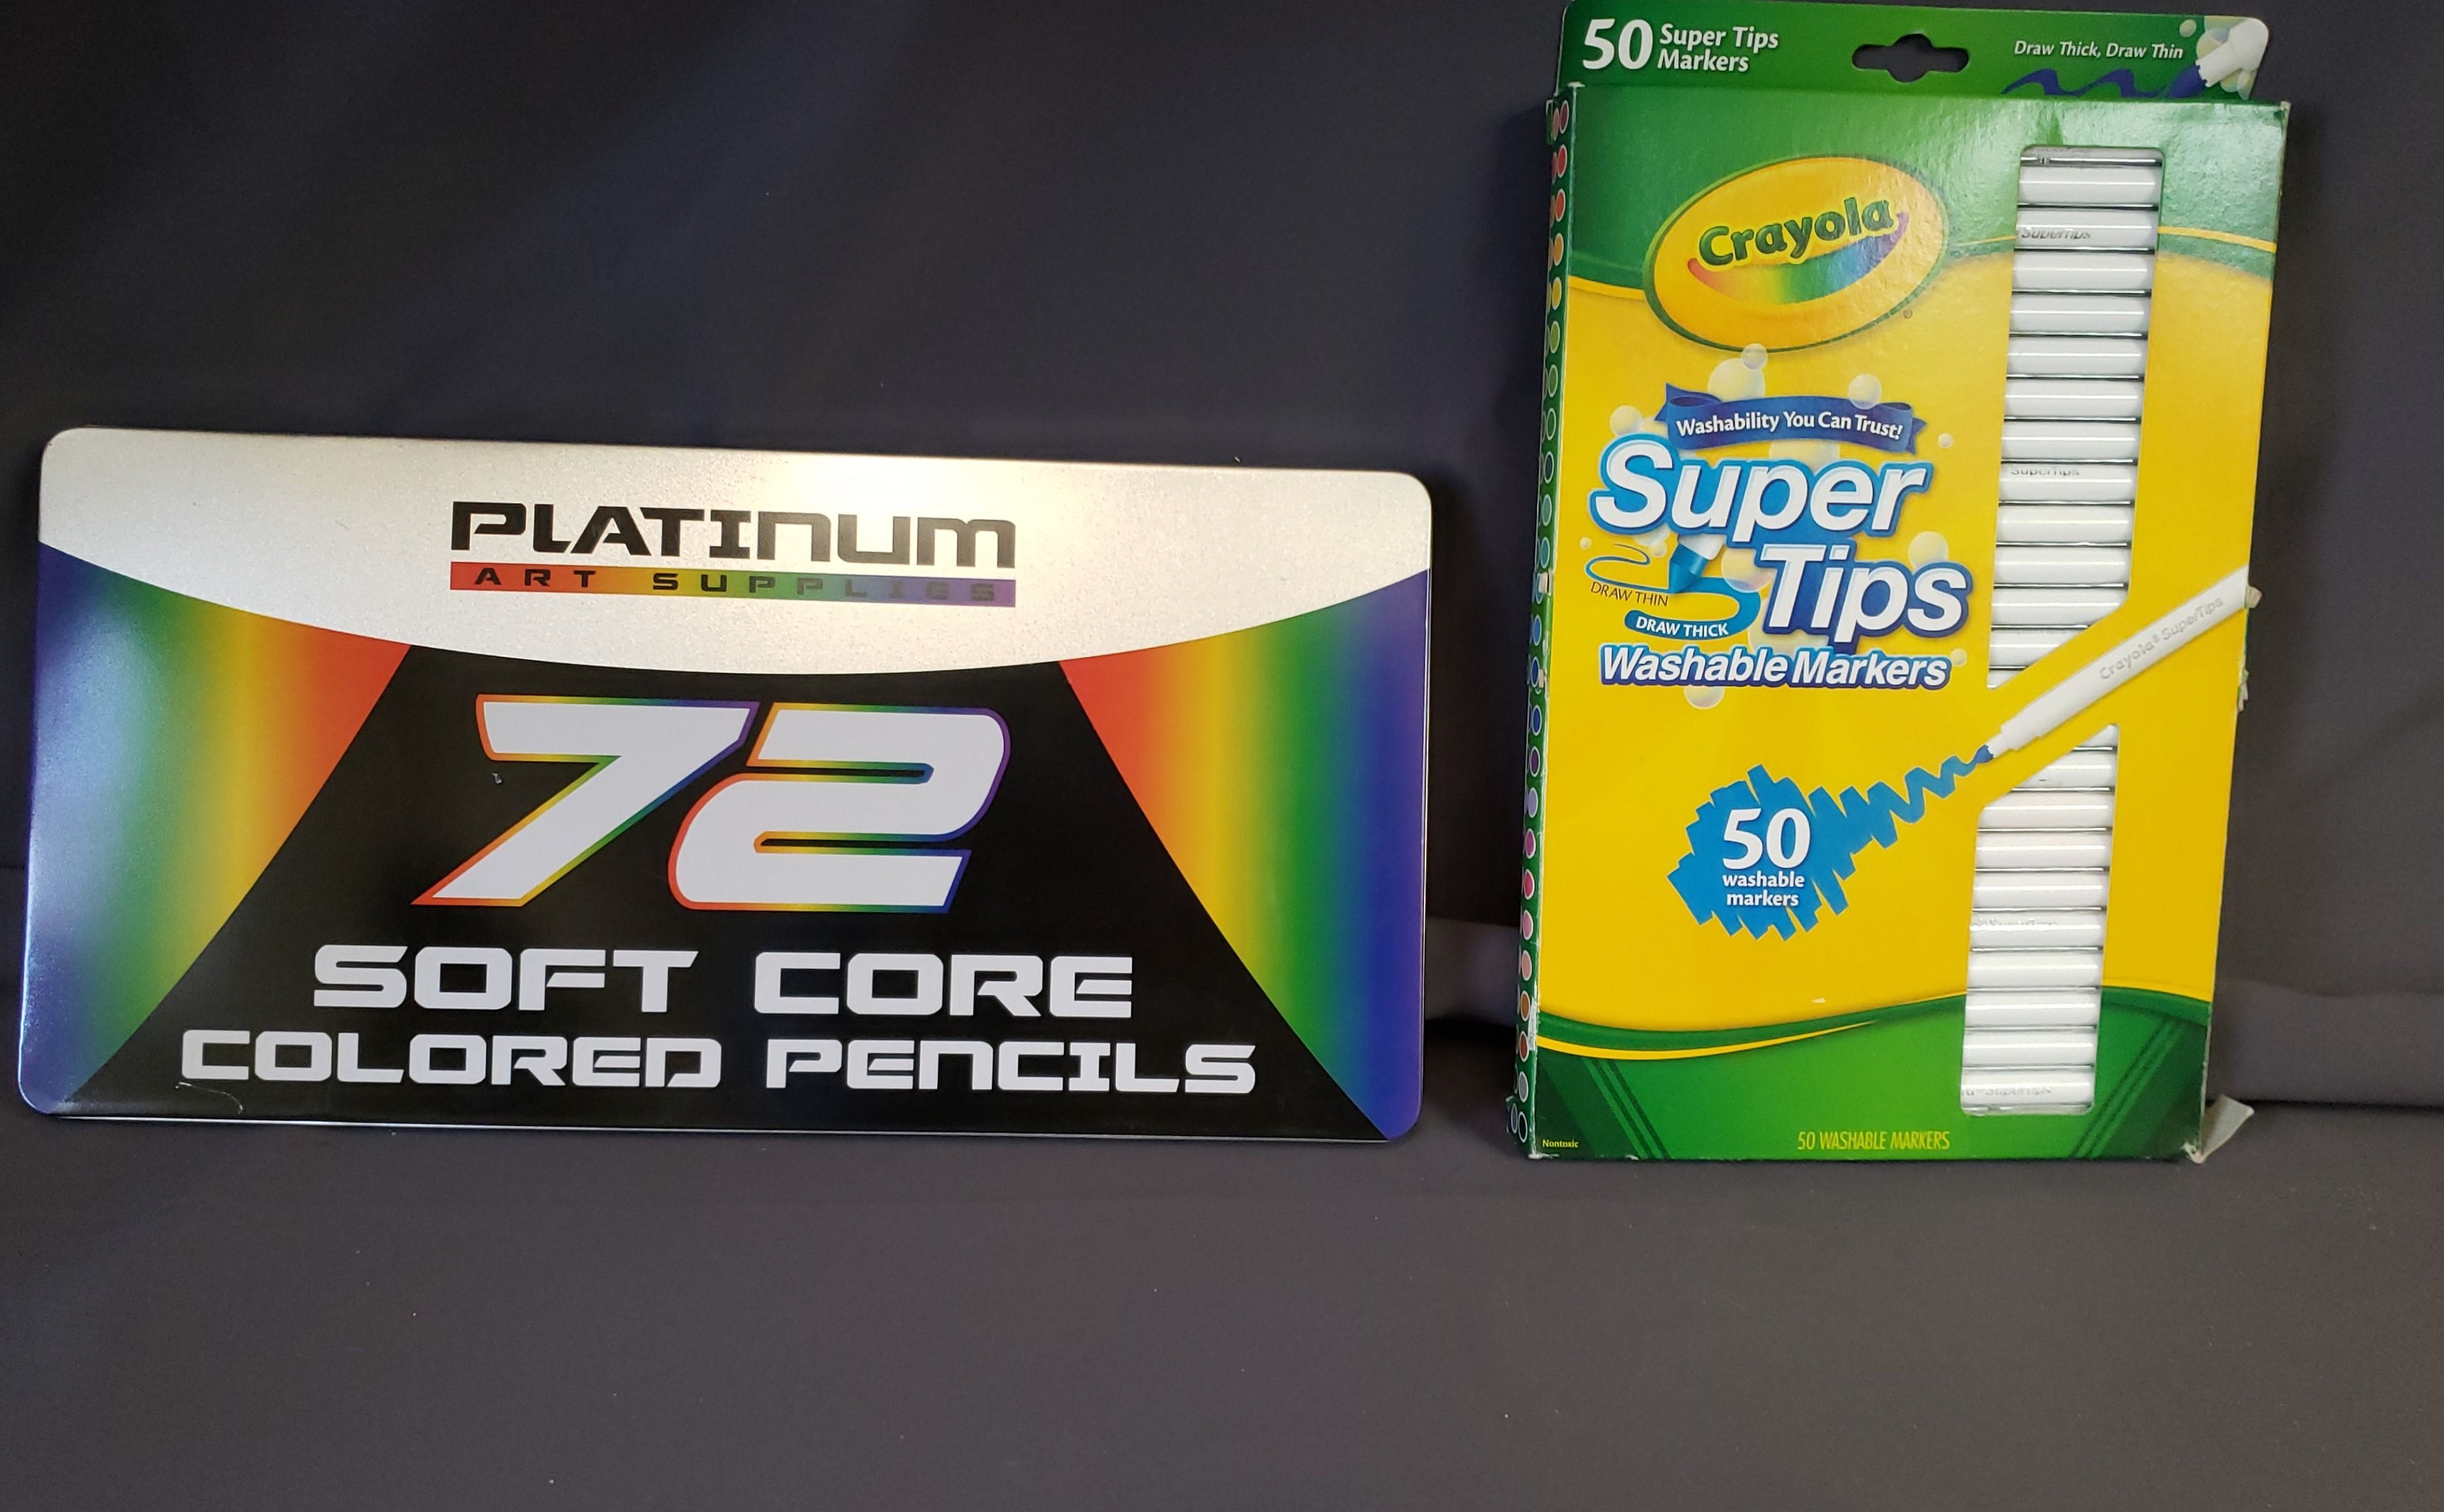 PLATINUM
ART SUPPLIES
72
SOFT CORE
COLORED PENCILS
50 Super Tips
Markers
Draw Thick, Draw Thin
Crayola
Washability You Can Trust!
Super
Tips
DRAW THIN
DRAW THICK
Washable Markers
50
washable
markers
Crayola® SuperTips
SuperTips
SuperTips
Nontoxic
50 WASHABLE MARKERS